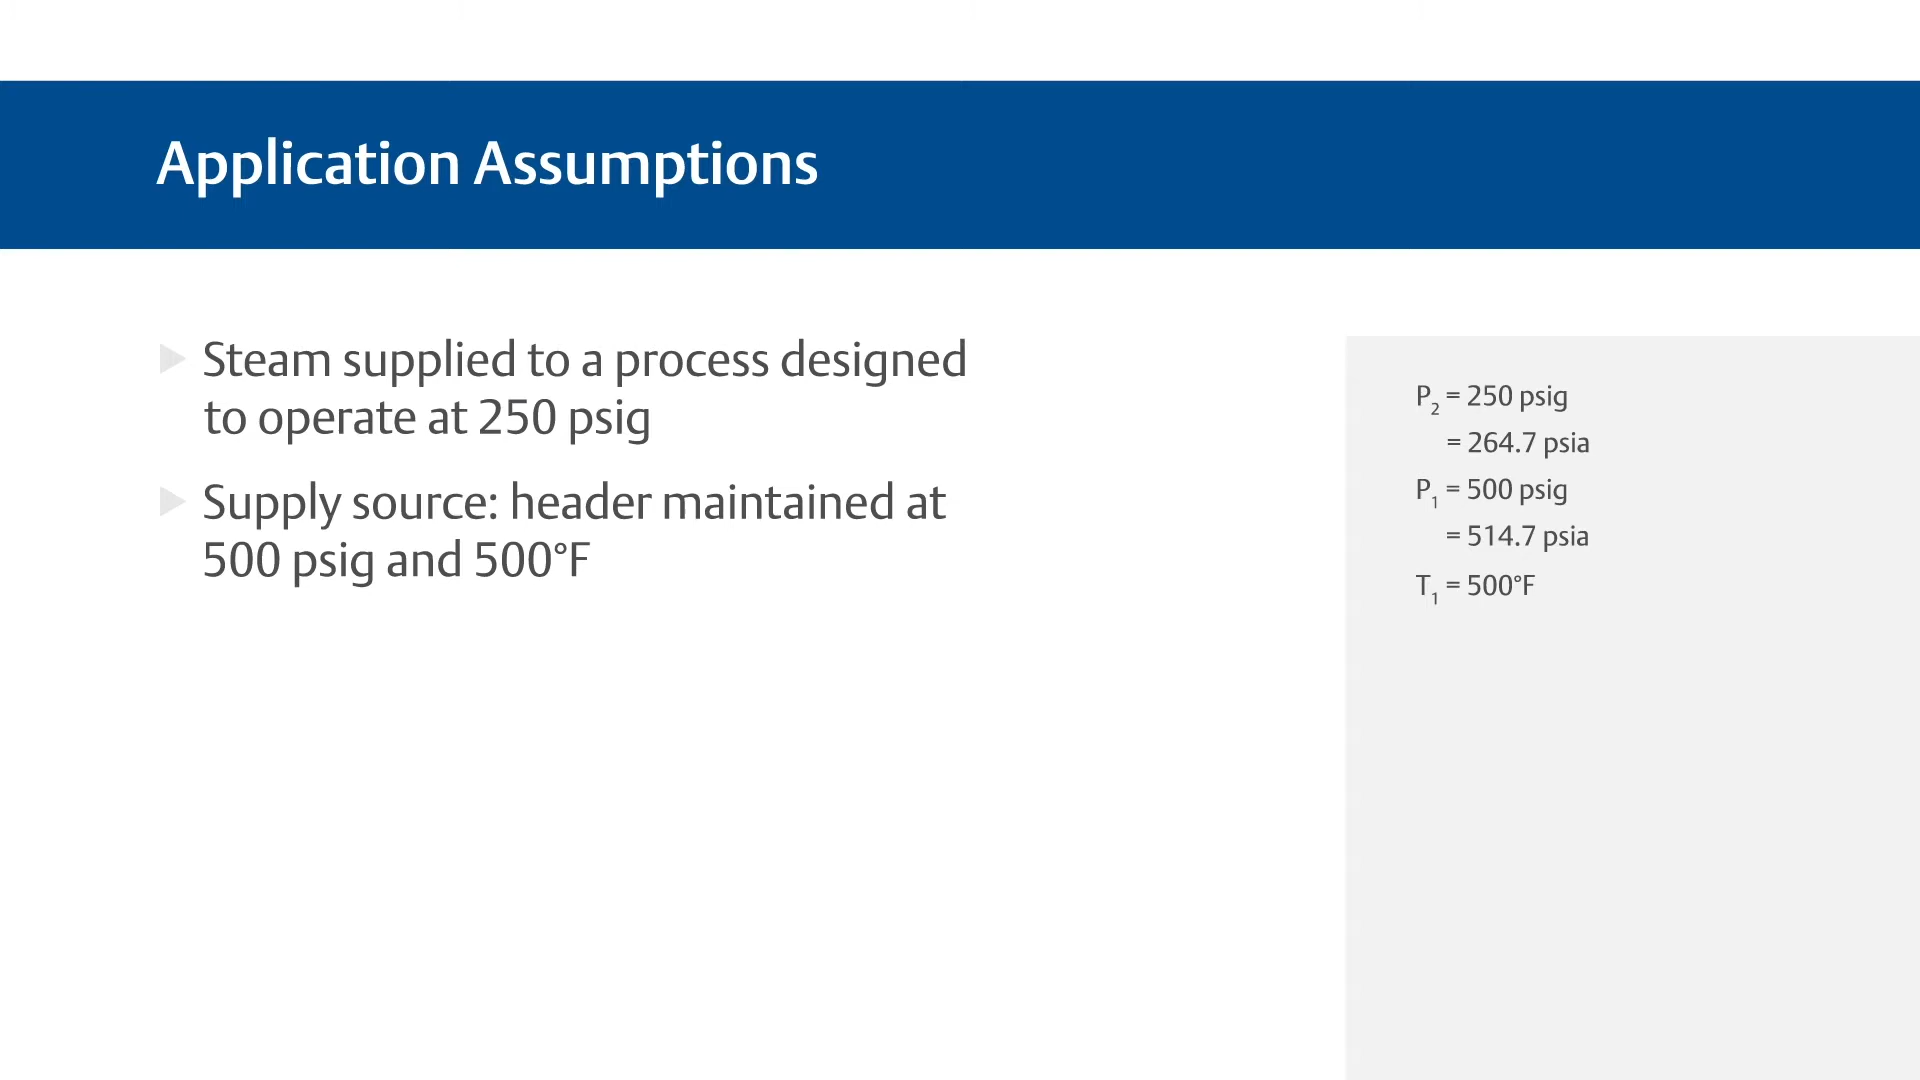 Application Assumptions
Steam supplied to a process designed
to operate at 250 psig
Supply source: header maintained at
500 psig and 500°F
P₂ = 250 psig
= 264.7 psia
P₁ = 500 psig
= 514.7 psia
T₁ = 500°F